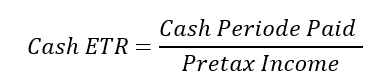 Cash ETR = Cash Periode Paid / Pretax Income